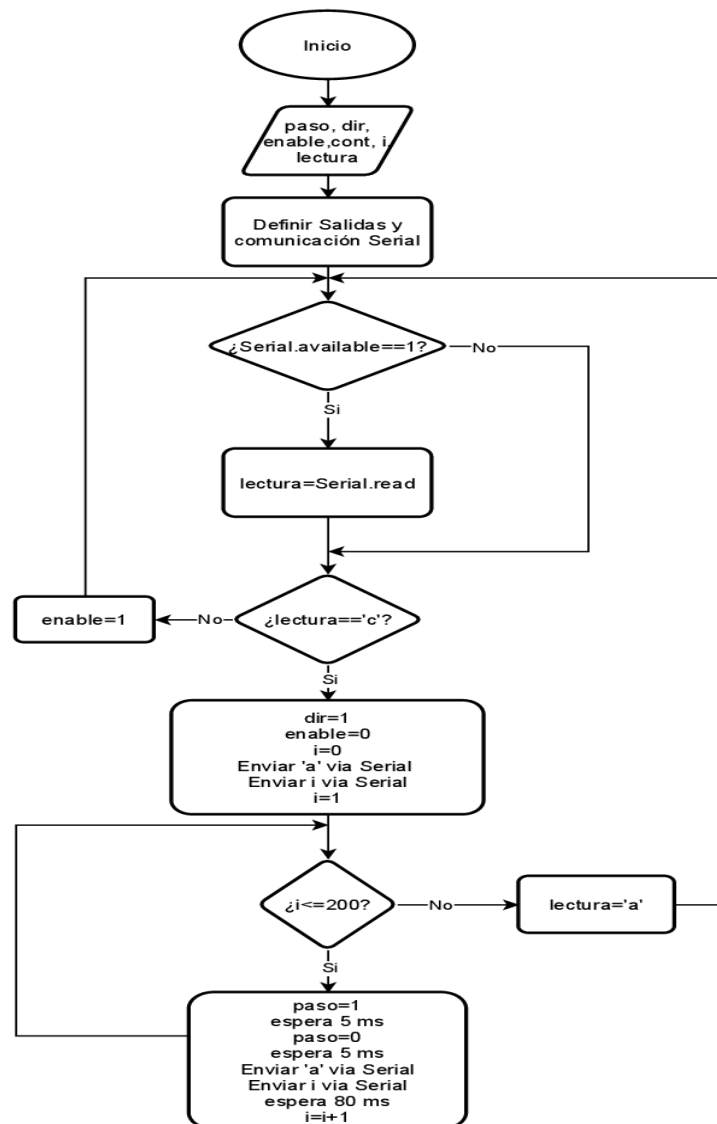 Inicio
paso, dir,
enable,cont, i,
lectura
Definir Salidas y
comunicación Serial
¿Serial.available==1?
No
Si
lectura=Serial.read
¿lectura=='c'?
No
enable=1
Si
dir=1
enable=0
i=0
Enviar 'a' via Serial
Enviar i via Serial
i=1
¿i<=200?
No
lectura='a'
Si
paso=1
espera 5 ms
paso=0
espera 5 ms
Enviar 'a' via Serial
Enviar i via Serial
espera 80 ms
i=i+1